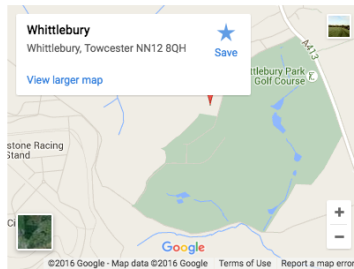 Whittlebury
Whittlebury, Towcester NN12 8QH
Save
View larger map
A413
ttlebury Park
Golf Course
stone Racing
Stand
Ci
+
−
Google
©2016 Google - Map data ©2016 Google Terms of Use Report a map error